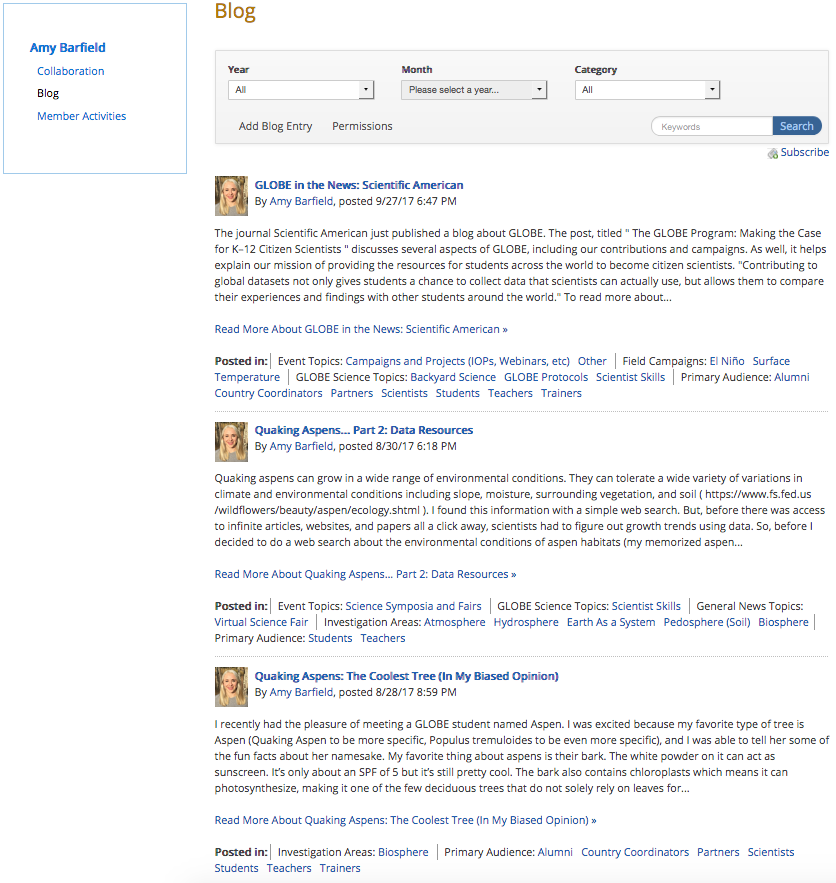 Blog
Amy Barfield
Collaboration
Blog
Member Activities
Year
Month
Category
All
Please select a year...
All
Add Blog Entry
Permissions
Keywords
Search
Subscribe
GLOBE in the News: Scientific American
By Amy Barfield, posted 9/27/17 6:47 PM
The journal Scientific American just published a blog about GLOBE. The post, titled " The GLOBE Program: Making the Case
for K–12 Citizen Scientists " discusses several aspects of GLOBE, including our contributions and campaigns. As well, it helps
explain our mission of providing the resources for students across the world to become citizen scientists. "Contributing to
global datasets not only gives students a chance to collect data that scientists can actually use, but allows them to compare
their experiences and findings with other students around the world." To read more about...
Read More About GLOBE in the News: Scientific American »
Posted in: Event Topics: Campaigns and Projects (IOPs, Webinars, etc) Other Field Campaigns: El Niño Surface
Temperature GLOBE Science Topics: Backyard Science GLOBE Protocols Scientist Skills Primary Audience: Alumni
Country Coordinators Partners Scientists Students Teachers Trainers
Quaking Aspens... Part 2: Data Resources
By Amy Barfield, posted 8/30/17 6:18 PM
Quaking aspens can grow in a wide range of environmental conditions. They can tolerate a wide variety of variations in
climate and environmental conditions including slope, moisture, surrounding vegetation, and soil ( https://www.fs.fed.us
/wildflowers/beauty/aspen/ecology.shtml ). I found this information with a simple web search. But, before there was access
to infinite articles, websites, and papers all a click away, scientists had to figure out growth trends using data. So, before I
decided to do a web search about the environmental conditions of aspen habitats (my memorized aspen...
Read More About Quaking Aspens... Part 2: Data Resources »
Posted in: Event Topics: Science Symposia and Fairs GLOBE Science Topics: Scientist Skills General News Topics:
Virtual Science Fair Investigation Areas: Atmosphere Hydrosphere Earth As a System Pedosphere (Soil) Biosphere
Primary Audience: Students Teachers
Quaking Aspens: The Coolest Tree (In My Biased Opinion)
By Amy Barfield, posted 8/28/17 8:59 PM
I recently had the pleasure of meeting a GLOBE student named Aspen. I was excited because my favorite type of tree is
Aspen (Quaking Aspen to be more specific, Populus tremuloides to be even more specific), and I was able to tell her some of
the fun facts about her namesake. My favorite thing about aspens is their bark. The white powder on it can act as
sunscreen. It's only about an SPF of 5 but it's still pretty cool. The bark also contains chloroplasts which means it can
photosynthesize, making it one of the few deciduous trees that do not solely rely on leaves for...
Read More About Quaking Aspens: The Coolest Tree (In My Biased Opinion) »
Posted in: Investigation Areas: Biosphere Primary Audience: Alumni Country Coordinators Partners Scientists
Students Teachers Trainers